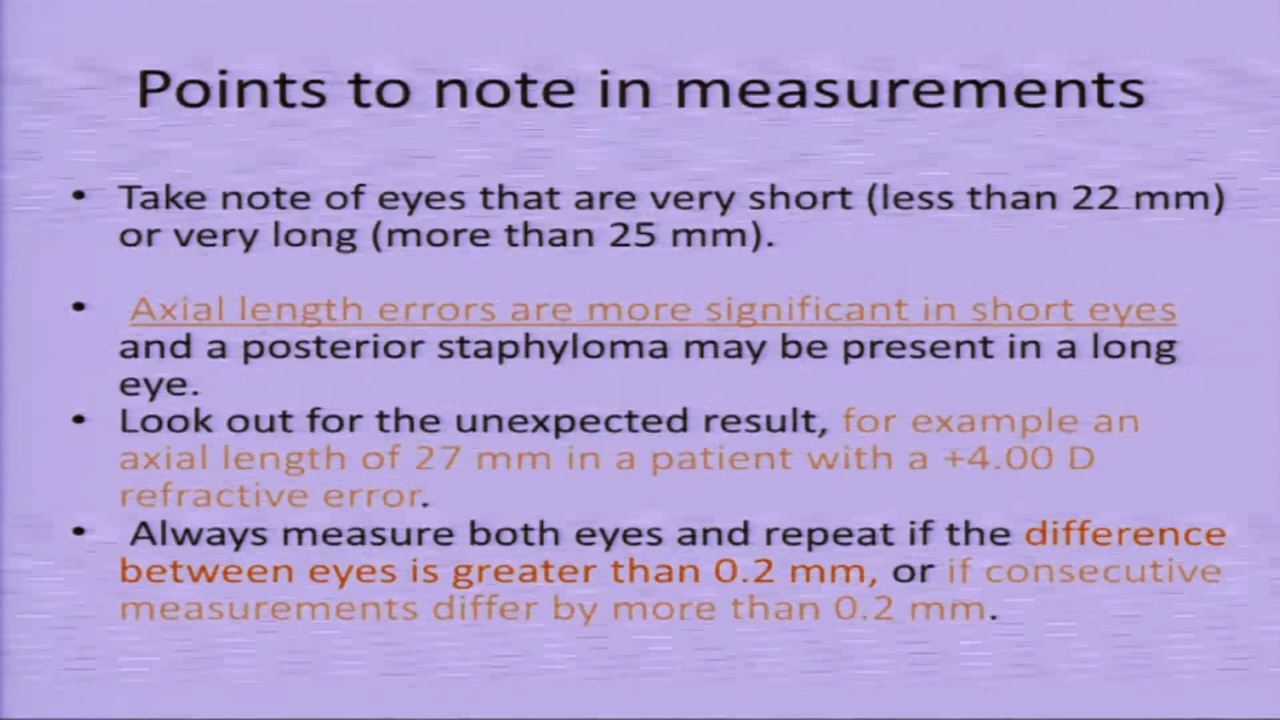 Points to note in measurements
• Take note of eyes that are very short (less than 22 mm)
or very long (more than 25 mm).
• Axial length errors are more significant in short eyes
and a posterior staphyloma may be present in a long
eye.
• Look out for the unexpected result, for example an
axial length of 27 mm in a patient with a +4.00 D
refractive error.
• Always measure both eyes and repeat if the difference
between eyes is greater than 0.2 mm, or if consecutive
measurements differ by more than 0.2 mm.